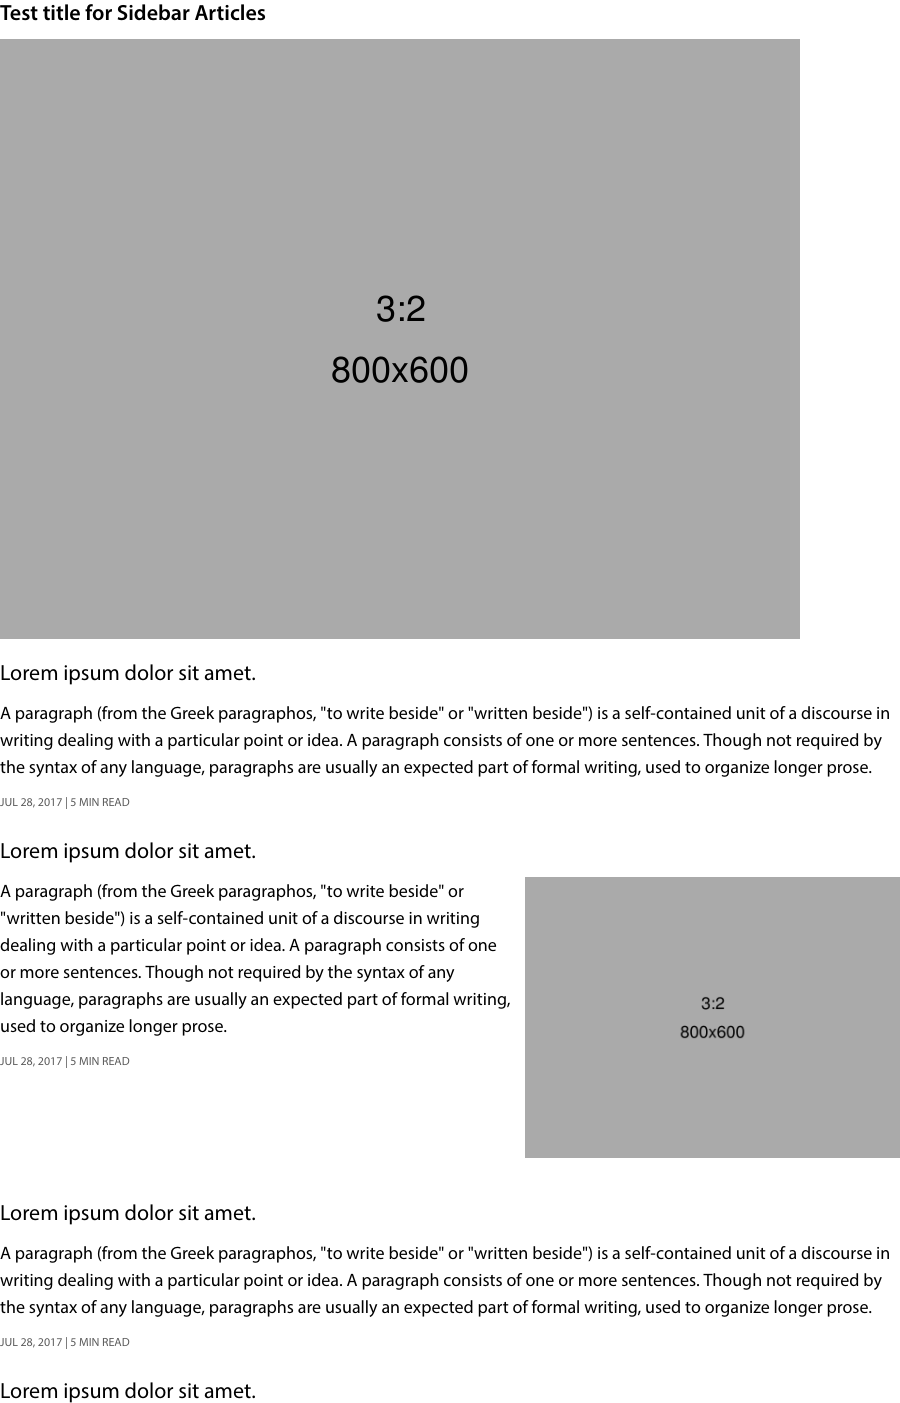 Test title for Sidebar Articles
3:2
800x600
Lorem ipsum dolor sit amet.
A paragraph (from the Greek paragraphos, "to write beside" or "written beside") is a self-contained unit of a discourse in
writing dealing with a particular point or idea. A paragraph consists of one or more sentences. Though not required by
the syntax of any language, paragraphs are usually an expected part of formal writing, used to organize longer prose.
JUL 28, 2017 | 5 MIN READ
Lorem ipsum dolor sit amet.
A paragraph (from the Greek paragraphos, "to write beside" or
"written beside") is a self-contained unit of a discourse in writing
dealing with a particular point or idea. A paragraph consists of one
or more sentences. Though not required by the syntax of any
language, paragraphs are usually an expected part of formal writing,
used to organize longer prose.
JUL 28, 2017 | 5 MIN READ
3:2
800x600
Lorem ipsum dolor sit amet.
A paragraph (from the Greek paragraphos, "to write beside" or "written beside") is a self-contained unit of a discourse in
writing dealing with a particular point or idea. A paragraph consists of one or more sentences. Though not required by
the syntax of any language, paragraphs are usually an expected part of formal writing, used to organize longer prose.
JUL 28, 2017 | 5 MIN READ
Lorem ipsum dolor sit amet.